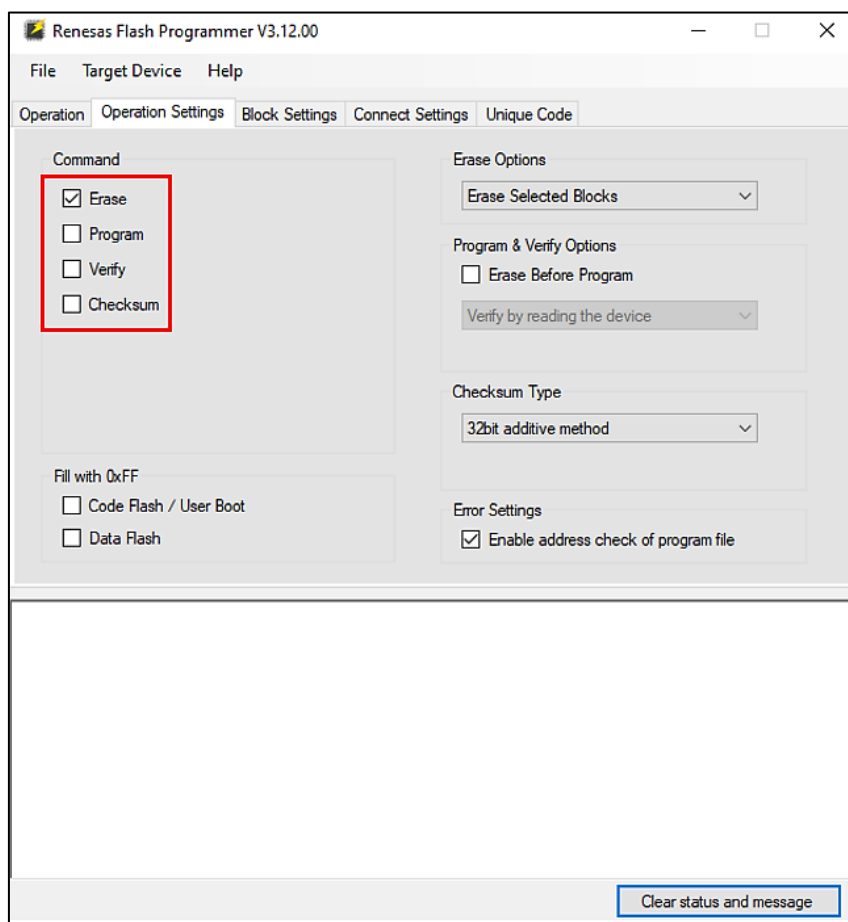 Renesas Flash Programmer V3.12.00
File Target Device Help
Operation Operation Settings Block Settings Connect Settings Unique Code
Command
Erase
Program
Verify
Checksum
Fill with 0xFF
Code Flash / User Boot
Data Flash
Erase Options
Erase Selected Blocks
Program & Verify Options
Erase Before Program
Verify by reading the device
Checksum Type
32bit additive method
Error Settings
Enable address check of program file
Clear status and message